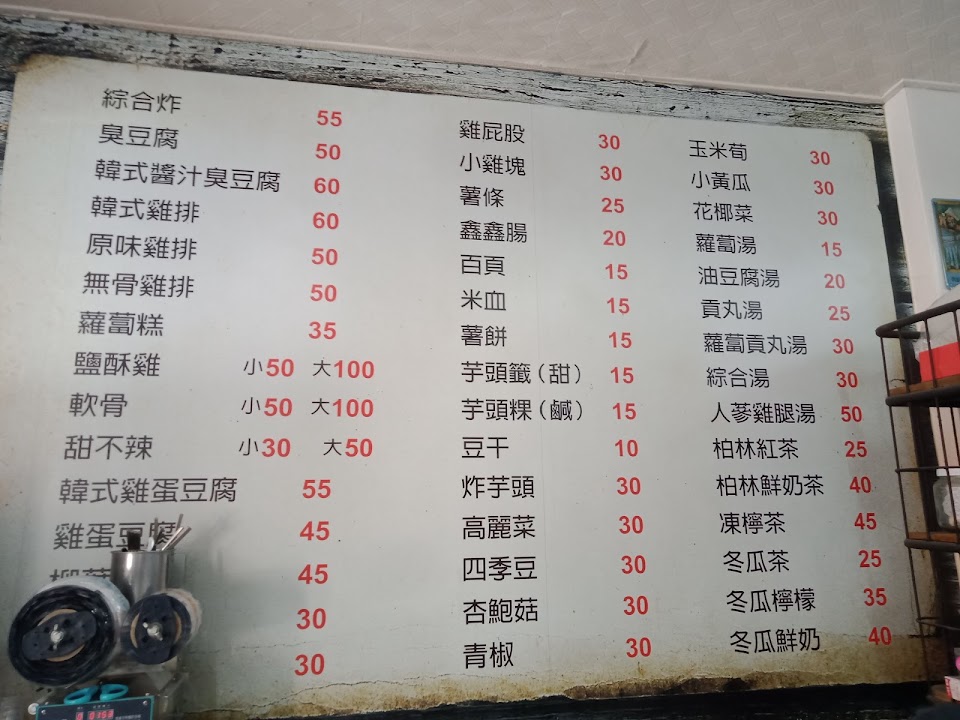 綜合炸 55
臭豆腐 50
韓式醬汁臭豆腐 60
韓式雞排 60
原味雞排 50
無骨雞排 50
蘿蔔糕 35
鹽酥雞 小50 大100
軟骨 小50 大100
甜不辣 小30 大50
韓式雞蛋豆腐 55
雞蛋豆腐 45
45
30
30
雞屁股 30
小雞塊 30
薯條 25
鑫鑫腸 20
百頁 15
米血 15
薯餅 15
芋頭籤(甜) 15
芋頭粿(鹹) 15
豆干 10
炸芋頭 30
高麗菜 30
四季豆 30
杏鮑菇 30
青椒 30
玉米荀 30
小黃瓜 30
花椰菜 30
蘿蔔湯 15
油豆腐湯 20
貢丸湯 25
蘿蔔貢丸湯 30
綜合湯 30
人蔘雞腿湯 50
柏林紅茶 25
柏林鮮奶茶 40
凍檸茶 45
冬瓜茶 25
冬瓜檸檬 35
冬瓜鮮奶 40